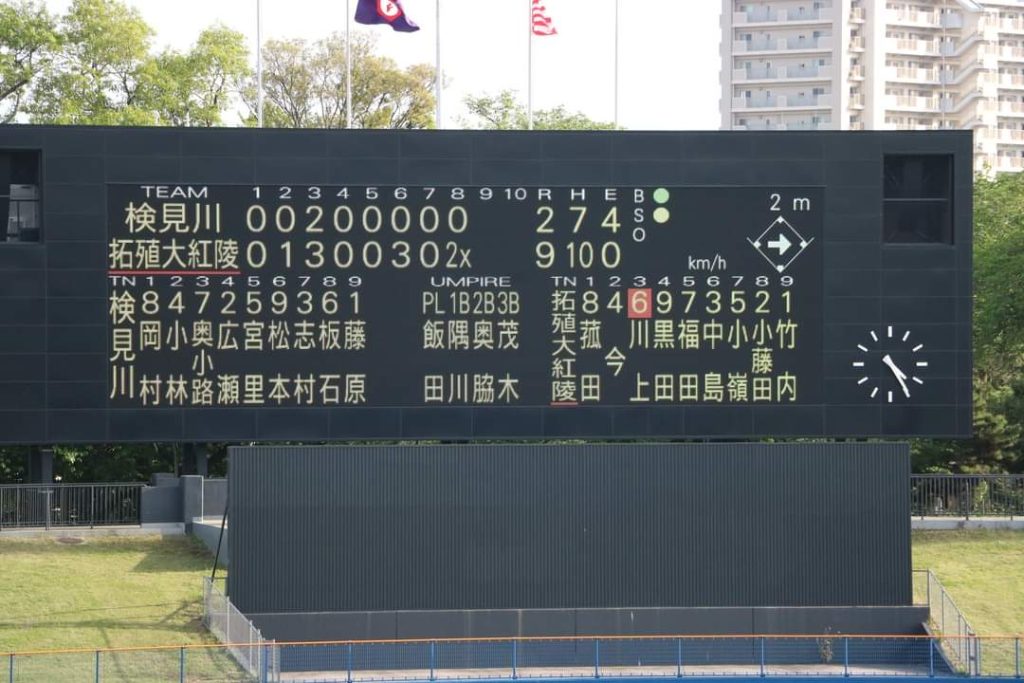 TEAM 1 2 3 4 5 6 7 8 9 10 R H E B
検見川 0 0 2 0 0 0 0 0 2 7 4 S
拓殖大紅陵 0 1 3 0 0 3 0 2x 9 10 0 O
2 m
km/h
TN 1 2 3 4 5 6 7 8 9 UMPIRE TN 1 2 3 4 5 6 7 8 9
検見川 8 4 7 2 5 9 3 6 1 PL 1B 2B 3B 拓殖大紅陵 8 4 6 9 7 3 5 2 1
岡村 小林 奥小路 広瀬 宮里 松本 志村 板石 藤原 飯田 隅川 奥脇 茂木 菰田 今 川上 黒田 福田 中島 小嶺 小藤田 竹内